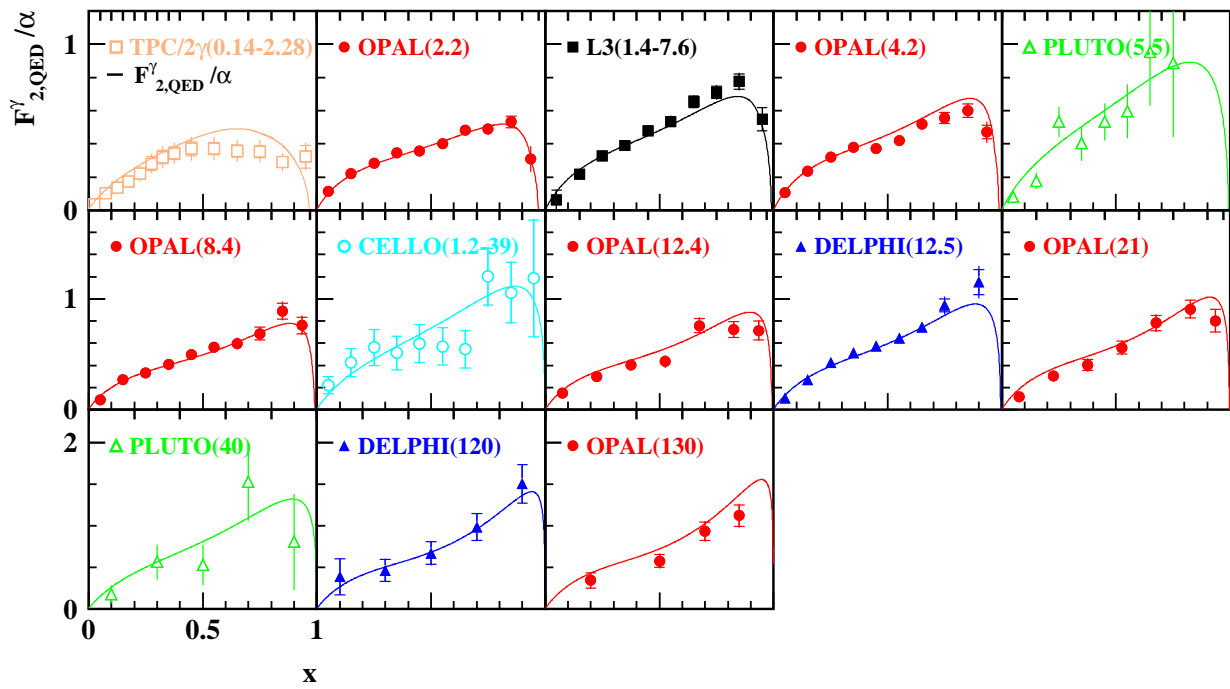 F^γ_2,QED /α
1
TPC/2γ(0.14-2.28)
F^γ_2,QED /α
OPAL(2.2)
L3(1.4-7.6)
OPAL(4.2)
PLUTO(5.5)
0
OPAL(8.4)
CELLO(1.2-39)
OPAL(12.4)
DELPHI(12.5)
OPAL(21)
1
0
2
PLUTO(40)
DELPHI(120)
OPAL(130)
0
0 0.5 1
x